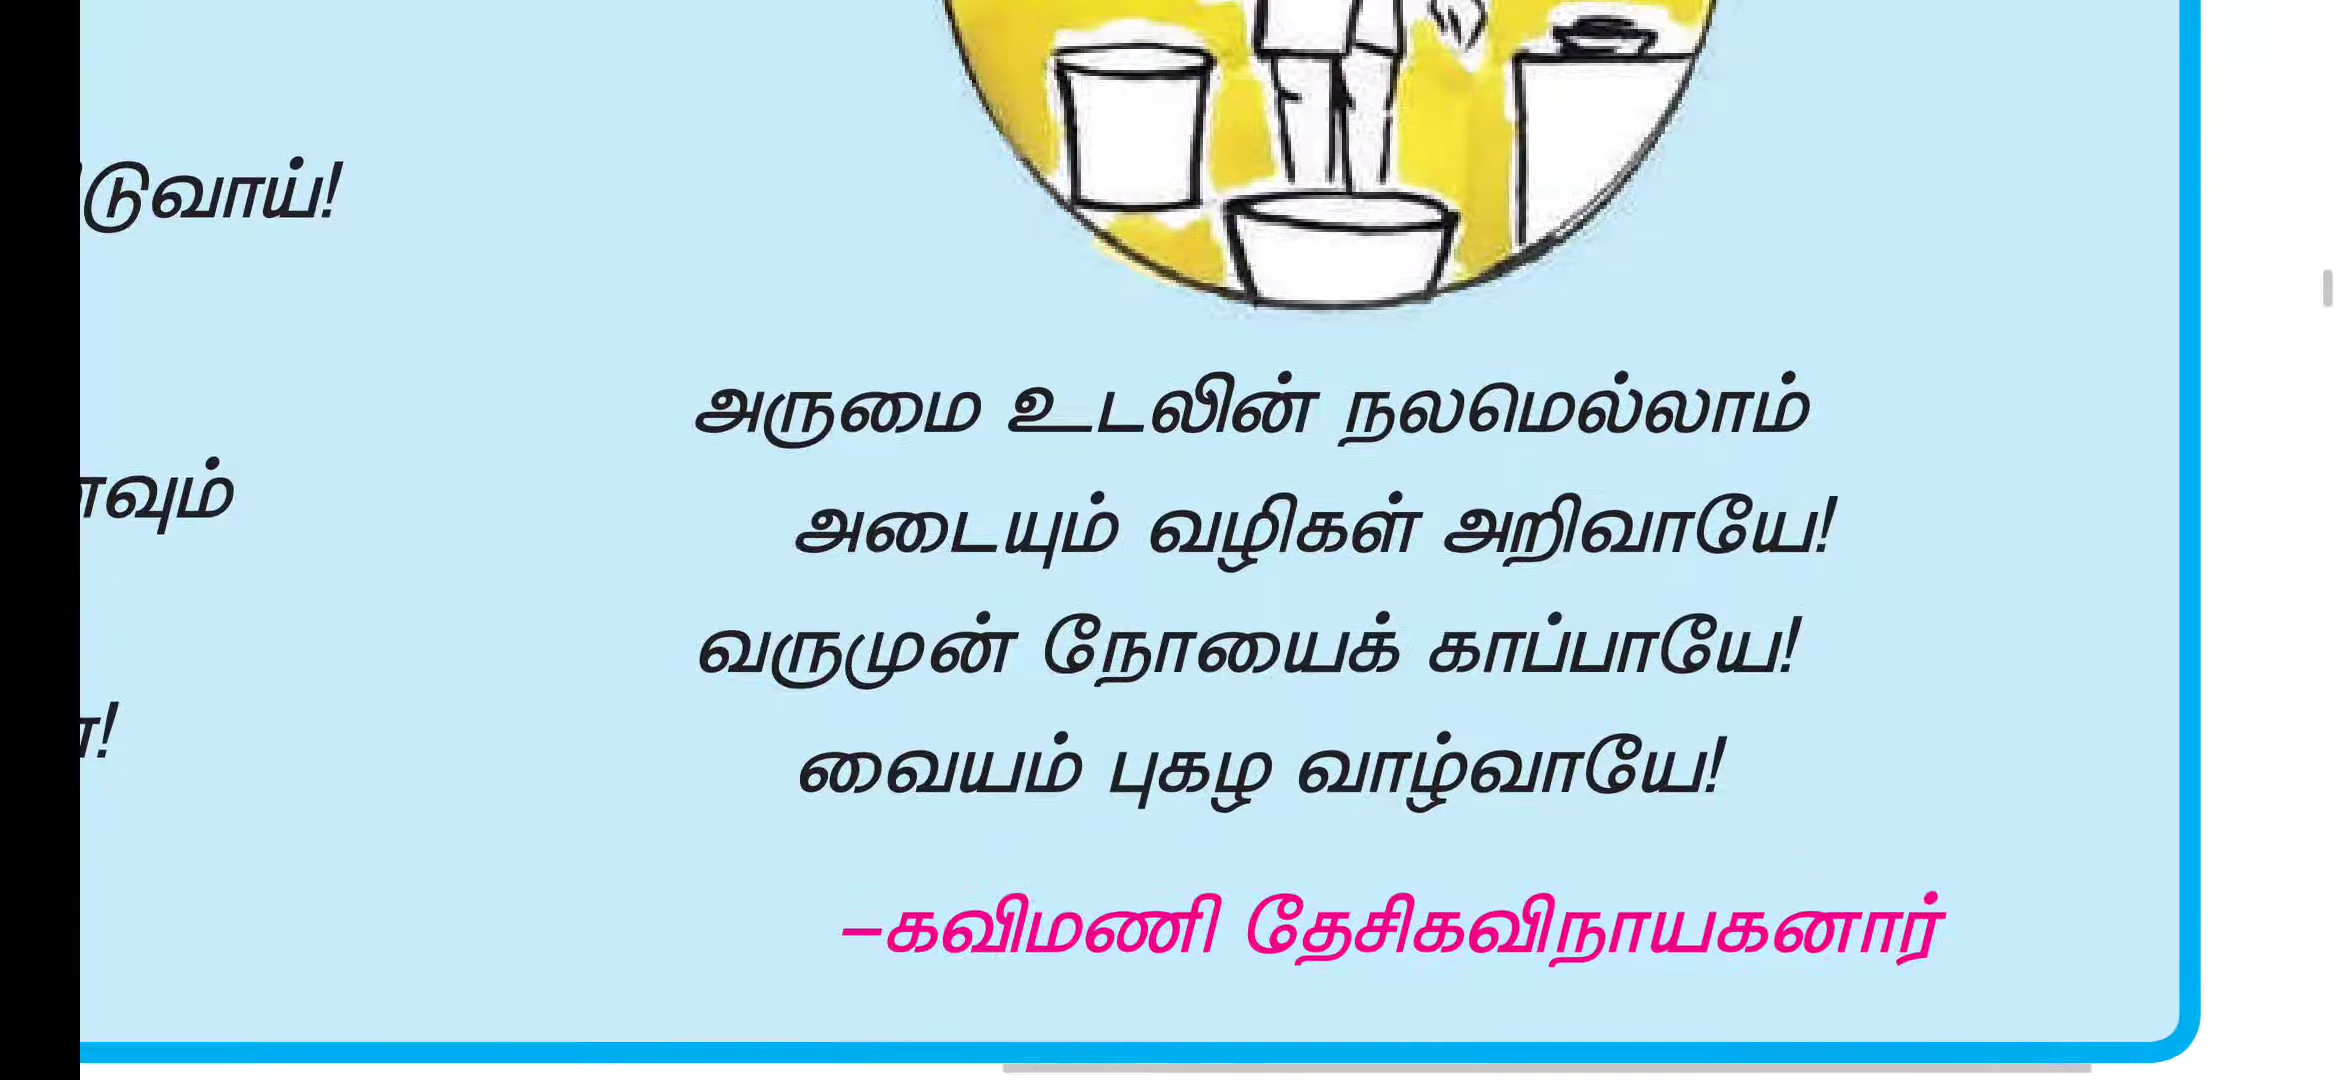 அருமை உடலின் நலமெல்லாம்
அடையும் வழிகள் அறிவாயே!
வருமுன் நோயைக் காப்பாயே!
வையம் புகழ வாழ்வாயே!
–கவிமணி தேசிகவிநாயகனார்